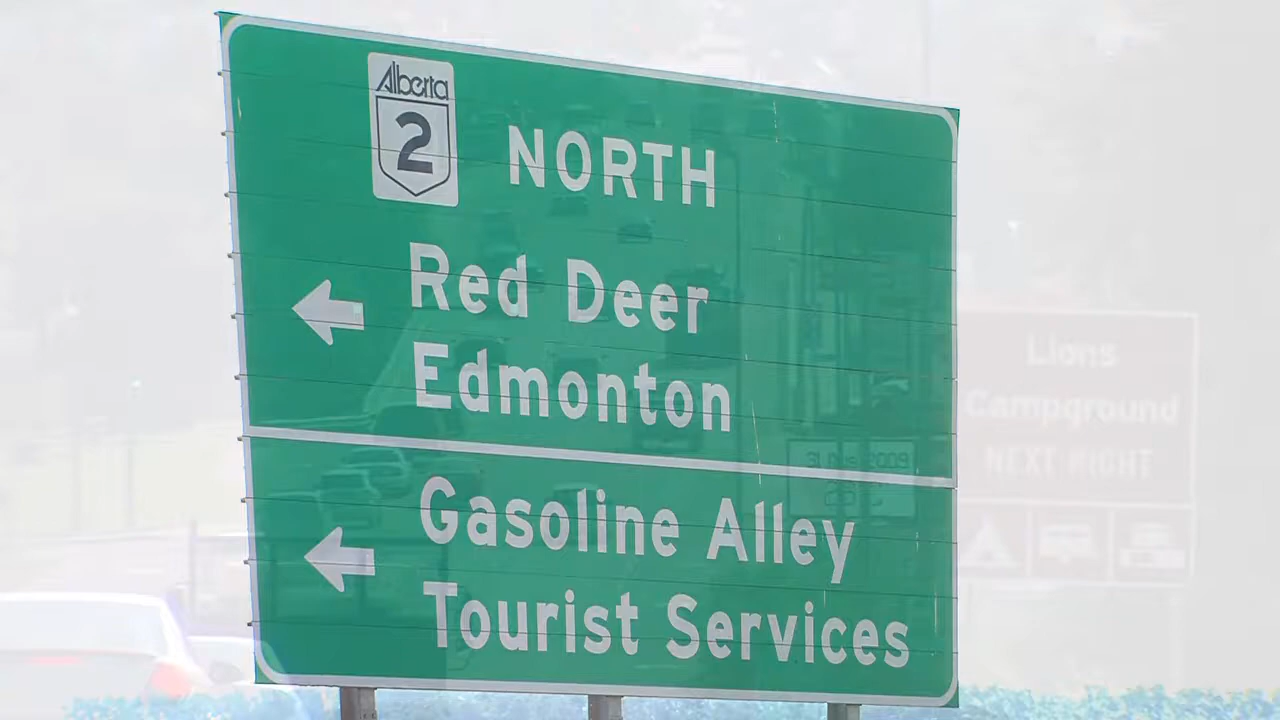 Alberta
2
NORTH
Red Deer
Edmonton
Gasoline Alley
Tourist Services
Lions
Campground
NEXT RIGHT